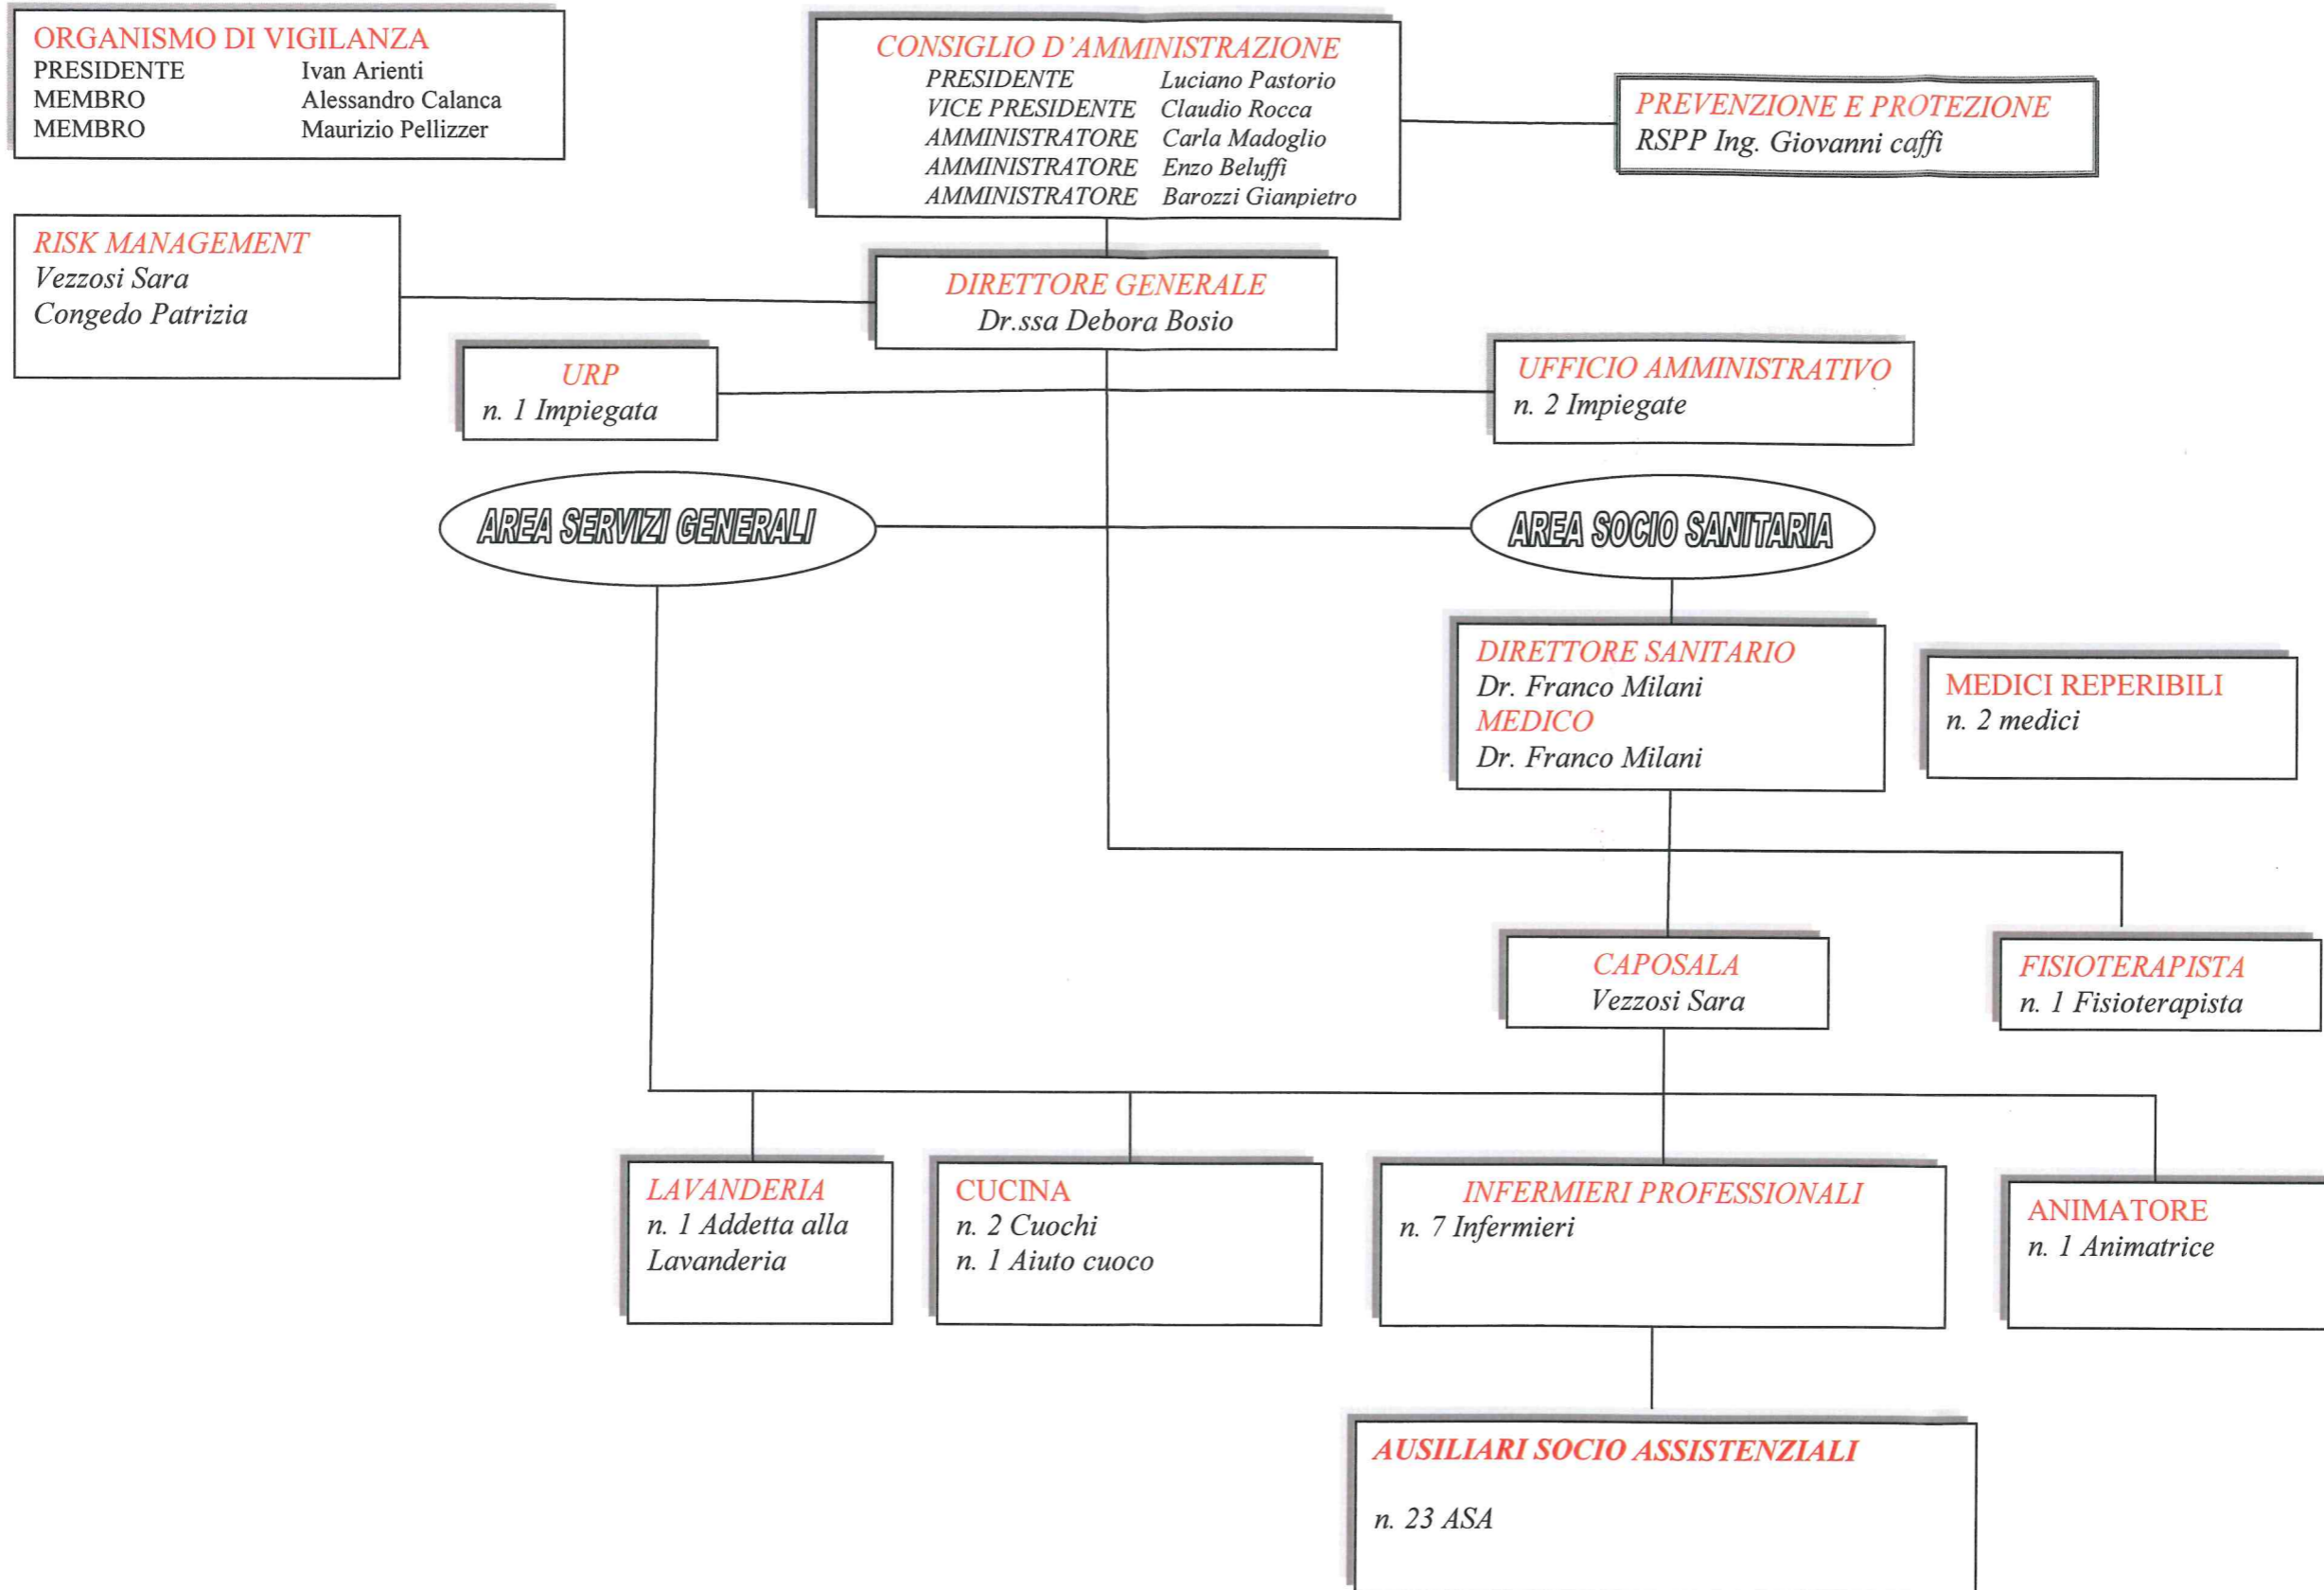 ORGANISMO DI VIGILANZA
PRESIDENTE Ivan Arienti
MEMBRO Alessandro Calanca
MEMBRO Maurizio Pellizzer
CONSIGLIO D'AMMINISTRAZIONE
PRESIDENTE Luciano Pastorio
VICE PRESIDENTE Claudio Rocca
AMMINISTRATORE Carla Madoglio
AMMINISTRATORE Enzo Beluffi
AMMINISTRATORE Barozzi Gianpietro
PREVENZIONE E PROTEZIONE
RSPP Ing. Giovanni caffi
RISK MANAGEMENT
Vezzosi Sara
Congedo Patrizia
DIRETTORE GENERALE
Dr.ssa Debora Bosio
URP
n. 1 Impiegata
UFFICIO AMMINISTRATIVO
n. 2 Impiegate
AREA SERVIZI GENERALI
AREA SOCIO SANITARIA
DIRETTORE SANITARIO
Dr. Franco Milani
MEDICO
Dr. Franco Milani
MEDICI REPERIBILI
n. 2 medici
CAPOSALA
Vezzosi Sara
FISIOTERAPISTA
n. 1 Fisioterapista
LAVANDERIA
n. 1 Addetta alla
Lavanderia
CUCINA
n. 2 Cuochi
n. 1 Aiuto cuoco
INFERMIERI PROFESSIONALI
n. 7 Infermieri
ANIMATORE
n. 1 Animatrice
AUSILIARI SOCIO ASSISTENZIALI
n. 23 ASA